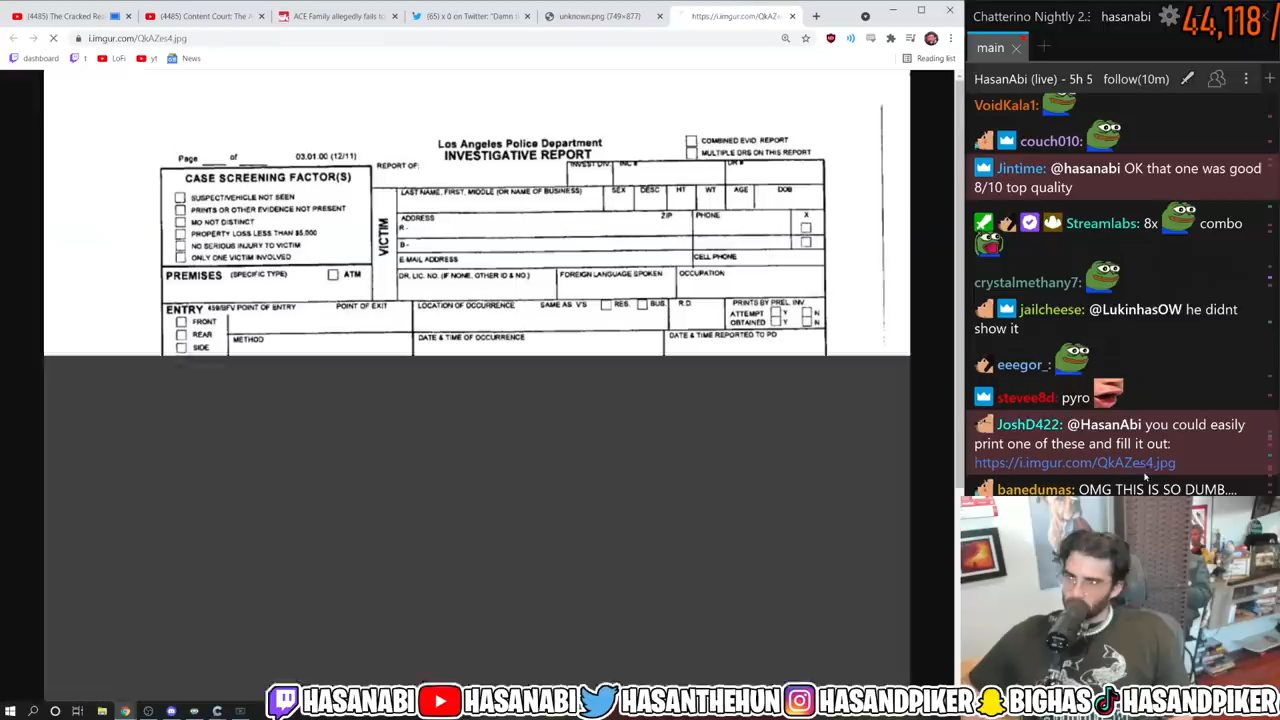 (4485) The Cracked Rea
(4485) Content Court: The A
ACE Family allegedly fails to
(65) x 0 on Twitter: "Damn f
unknown.png (749×877)
https://i.imgur.com/QkAZe
i.imgur.com/QkAZes4.jpg
dashboard
t
LoFi
yt
News
Reading list
Page ____ of ____
03.01.00 (12/11)
Los Angeles Police Department
INVESTIGATIVE REPORT
COMBINED EVID REPORT
MULTIPLE DRS ON THIS REPORT
CASE SCREENING FACTOR(S)
SUSPECT/VEHICLE NOT SEEN
PRINTS OR OTHER EVIDENCE NOT PRESENT
MO NOT DISTINCT
PROPERTY LOSS LESS THAN $5,000
NO SERIOUS INJURY TO VICTIM
ONLY ONE VICTIM INVOLVED
PREMISES (SPECIFIC TYPE) ATM
ENTRY POINT OF ENTRY POINT OF EXIT
FRONT
REAR
SIDE
METHOD
REPORT OF:
INVEST DIV.
INC #
DR #
VICTIM
LAST NAME, FIRST, MIDDLE (OR NAME OF BUSINESS) SEX DESC HT WT AGE DOB
ADDRESS ZIP PHONE X
R-
B-
E-MAIL ADDRESS CELL PHONE
DR. LIC. NO. (IF NONE, OTHER ID & NO.) FOREIGN LANGUAGE SPOKEN OCCUPATION
LOCATION OF OCCURRENCE SAME AS V'S RES. BUS. R.D. PRINTS BY PREL. INV
ATTEMPT Y N
OBTAINED Y N
DATE & TIME OF OCCURRENCE DATE & TIME REPORTED TO PD
Chatterino Nightly 2.
hasanabi
44,118 /
main
HasanAbi (live) - 5h 5 follow(10m)
VoidKala1:
couch010:
Jintime: @hasanabi OK that one was good
8/10 top quality
Streamlabs: 8x combo
crystalmethany7:
jailcheese: @LukinhasOW he didnt
show it
eeegor_:
stevee8d: pyro
JoshD422: @HasanAbi you could easily
print one of these and fill it out:
https://i.imgur.com/QkAZes4.jpg
banedumas: OMG THIS IS SO DUMB....
HASANABI
HASANABI
HASANTHEHUN
HASANDPIKER
BIGHAS
HASANDPIKER